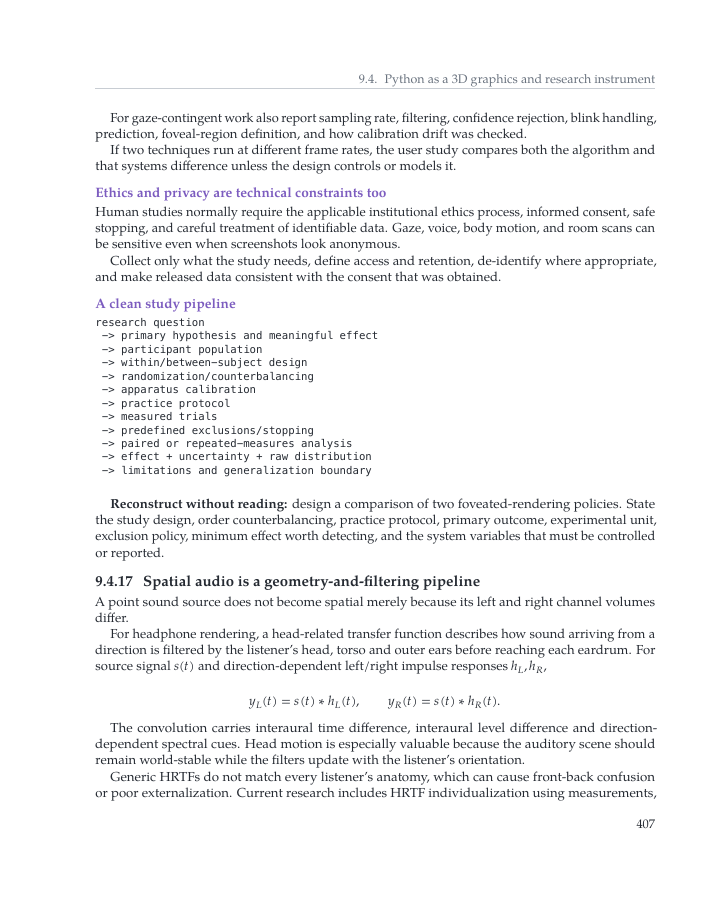 9.4. Python as a 3D graphics and research instrument
For gaze-contingent work also report sampling rate, filtering, confidence rejection, blink handling,
prediction, foveal-region definition, and how calibration drift was checked.
If two techniques run at different frame rates, the user study compares both the algorithm and
that systems difference unless the design controls or models it.
Ethics and privacy are technical constraints too
Human studies normally require the applicable institutional ethics process, informed consent, safe
stopping, and careful treatment of identifiable data. Gaze, voice, body motion, and room scans can
be sensitive even when screenshots look anonymous.
Collect only what the study needs, define access and retention, de-identify where appropriate,
and make released data consistent with the consent that was obtained.
A clean study pipeline
research question
-> primary hypothesis and meaningful effect
-> participant population
-> within/between-subject design
-> randomization/counterbalancing
-> apparatus calibration
-> practice protocol
-> measured trials
-> predefined exclusions/stopping
-> paired or repeated-measures analysis
-> effect + uncertainty + raw distribution
-> limitations and generalization boundary
Reconstruct without reading: design a comparison of two foveated-rendering policies. State
the study design, order counterbalancing, practice protocol, primary outcome, experimental unit,
exclusion policy, minimum effect worth detecting, and the system variables that must be controlled
or reported.
9.4.17 Spatial audio is a geometry-and-filtering pipeline
A point sound source does not become spatial merely because its left and right channel volumes
differ.
For headphone rendering, a head-related transfer function describes how sound arriving from a
direction is filtered by the listener's head, torso and outer ears before reaching each eardrum. For
source signal s(t) and direction-dependent left/right impulse responses h_L, h_R,
y_L(t) = s(t) * h_L(t), y_R(t) = s(t) * h_R(t).
The convolution carries interaural time difference, interaural level difference and direction-
dependent spectral cues. Head motion is especially valuable because the auditory scene should
remain world-stable while the filters update with the listener's orientation.
Generic HRTFs do not match every listener's anatomy, which can cause front-back confusion
or poor externalization. Current research includes HRTF individualization using measurements,
407